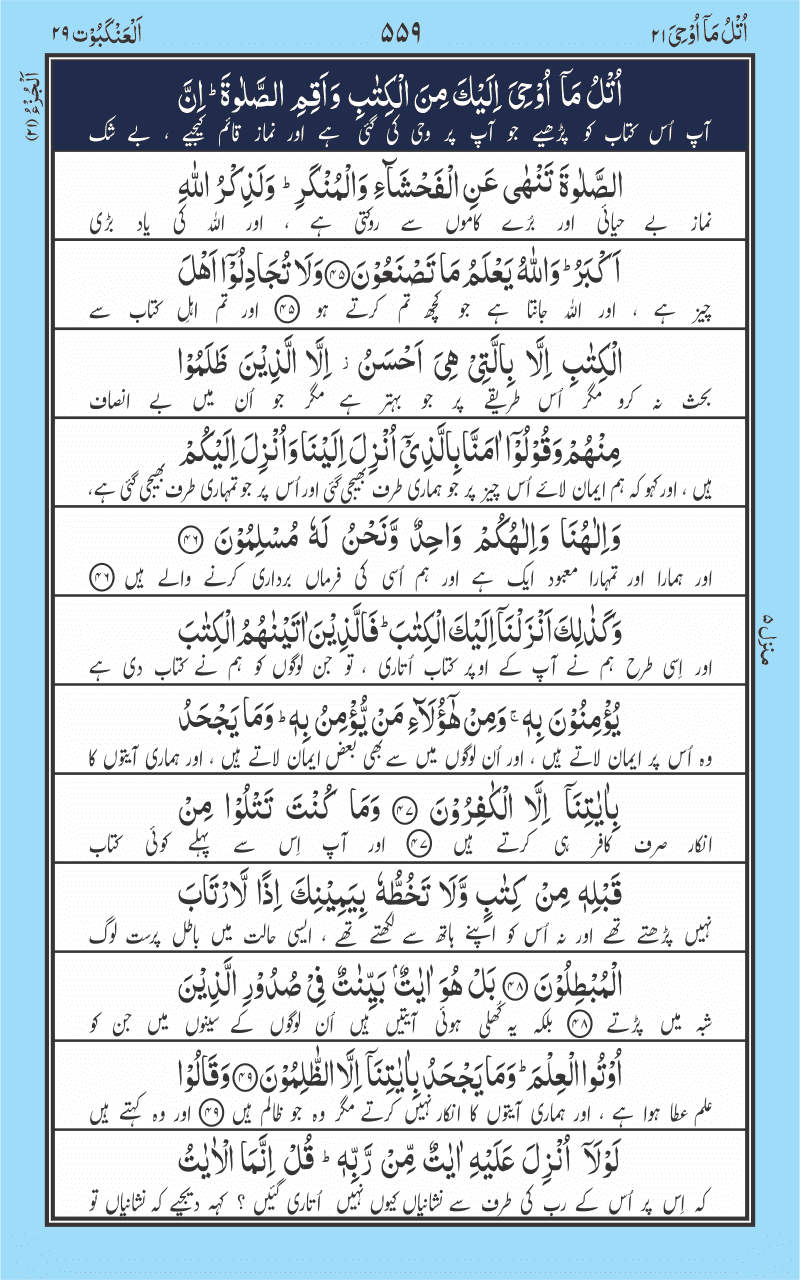 اُتْلُ مَاۤ اُوْحِیَ ۲۱
۵۵۹
اَلْعَنْكَبُوْت ۲۹
اَلْجُزْءُ (۲۱)
اُتْلُ مَاۤ اُوْحِیَ اِلَیْكَ مِنَ الْكِتٰبِ وَ اَقِمِ الصَّلٰوةَ ؕ اِنَّ
آپ اُس کتاب کو پڑھیے جو آپ پر وحی کی گئی ہے اور نماز قائم کیجیے ، بے شک
الصَّلٰوةَ تَنْهٰی عَنِ الْفَحْشَآءِ وَالْمُنْكَرِ ؕ وَلَذِكْرُ اللّٰهِ
نماز بے حیائی اور بُرے کاموں سے روکتی ہے ، اور اللہ کی یاد بڑی
اَكْبَرُ ؕ وَاللّٰهُ یَعْلَمُ مَا تَصْنَعُوْنَ ﴿۴۵﴾ وَلَا تُجَادِلُوْۤا اَهْلَ
چیز ہے ، اور اللہ جانتا ہے جو کچھ تم کرتے ہو ﴿۴۵﴾ اور تم اہلِ کتاب سے
الْكِتٰبِ اِلَّا بِالَّتِیْ هِیَ اَحْسَنُ ۖ اِلَّا الَّذِیْنَ ظَلَمُوْا
بحث نہ کرو مگر اُس طریقے پر جو بہتر ہے مگر جو اُن میں بے انصاف
مِنْهُمْ وَقُوْلُوْۤا اٰمَنَّا بِالَّذِیْۤ اُنْزِلَ اِلَیْنَا وَاُنْزِلَ اِلَیْكُمْ
ہیں ، اور کہو کہ ہم ایمان لائے اُس چیز پر جو ہماری طرف بھیجی گئی اور اُس پر جو تمہاری طرف بھیجی گئی ہے،
وَاِلٰهُنَا وَاِلٰهُكُمْ وَاحِدٌ وَّنَحْنُ لَهٗ مُسْلِمُوْنَ ﴿۴۶﴾
اور ہمارا اور تمہارا معبود ایک ہے اور ہم اُسی کی فرماں برداری کرنے والے ہیں ﴿۴۶﴾
وَكَذٰلِكَ اَنْزَلْنَاۤ اِلَیْكَ الْكِتٰبَ ؕ فَالَّذِیْنَ اٰتَیْنٰهُمُ الْكِتٰبَ
اور اِسی طرح ہم نے آپ کے اوپر کتاب اُتاری ، تو جن لوگوں کو ہم نے کتاب دی ہے
منزل ۵
یُؤْمِنُوْنَ بِهٖ ۚ وَمِنْ هٰۤؤُلَآءِ مَنْ یُّؤْمِنُ بِهٖ ؕ وَمَا یَجْحَدُ
وہ اُس پر ایمان لاتے ہیں ، اور اُن لوگوں میں سے بھی بعض ایمان لاتے ہیں ، اور ہماری آیتوں کا
بِاٰیٰتِنَاۤ اِلَّا الْكٰفِرُوْنَ ﴿۴۷﴾ وَمَا كُنْتَ تَتْلُوْا مِنْ
انکار صرف کافر ہی کرتے ہیں ﴿۴۷﴾ اور آپ اِس سے پہلے کوئی کتاب
قَبْلِهٖ مِنْ كِتٰبٍ وَّلَا تَخُطُّهٗ بِیَمِیْنِكَ اِذًا لَّارْتَابَ
نہیں پڑھتے تھے اور نہ اُس کو اپنے ہاتھ سے لکھتے تھے ، ایسی حالت میں باطل پرست لوگ
الْمُبْطِلُوْنَ ﴿۴۸﴾ بَلْ هُوَ اٰیٰتٌۢ بَیِّنٰتٌ فِیْ صُدُوْرِ الَّذِیْنَ
شبہ میں پڑتے ﴿۴۸﴾ بلکہ یہ کھلی ہوئی آیتیں ہیں اُن لوگوں کے سینوں میں جن کو
اُوْتُوا الْعِلْمَ ؕ وَمَا یَجْحَدُ بِاٰیٰتِنَاۤ اِلَّا الظّٰلِمُوْنَ ﴿۴۹﴾ وَقَالُوْا
علم عطا ہوا ہے ، اور ہماری آیتوں کا انکار نہیں کرتے مگر وہ جو ظالم ہیں ﴿۴۹﴾ اور وہ کہتے ہیں
لَوْلَاۤ اُنْزِلَ عَلَیْهِ اٰیٰتٌ مِّنْ رَّبِّهٖ ؕ قُلْ اِنَّمَا الْاٰیٰتُ
کہ اِس پر اُس کے رب کی طرف سے نشانیاں کیوں نہیں اُتاری گئیں ؟ کہہ دیجیے کہ نشانیاں تو